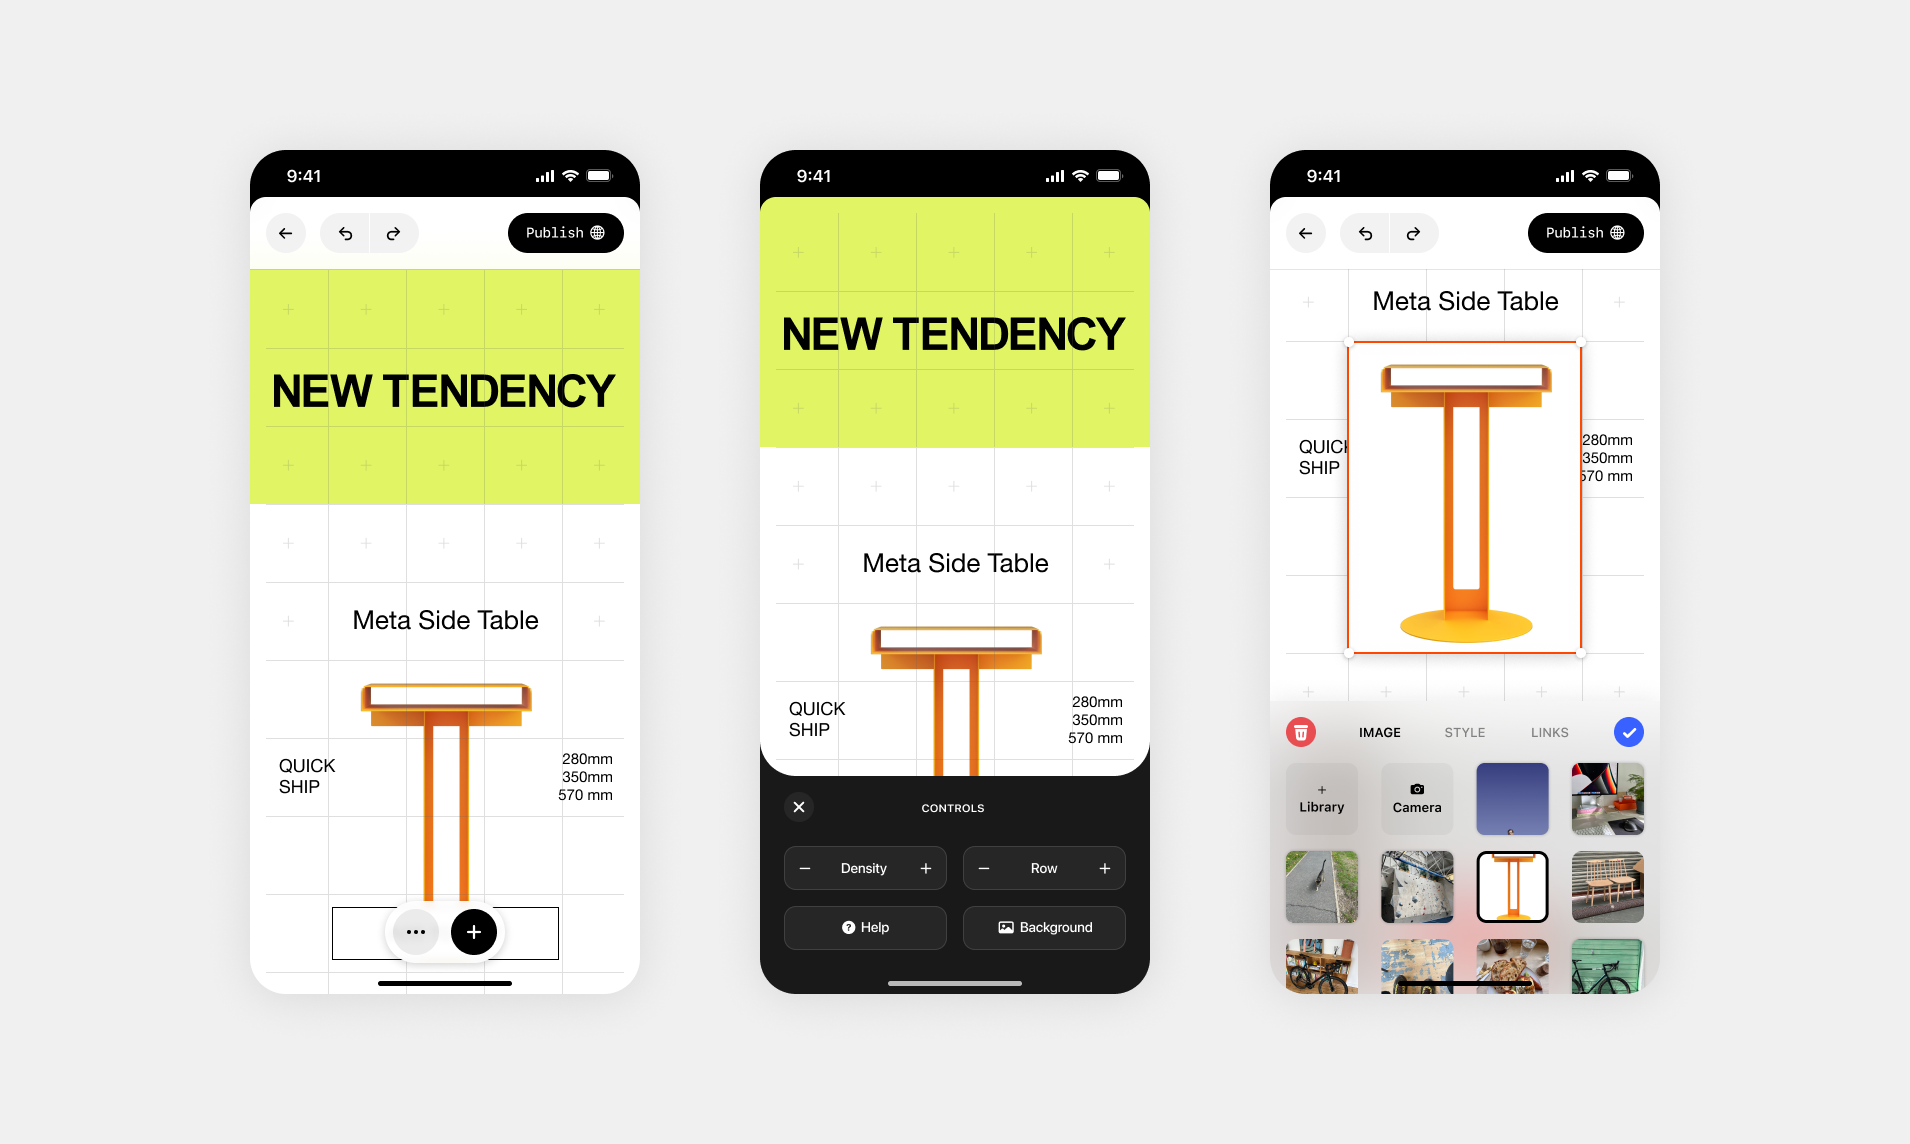 9:41
Publish
NEW TENDENCY
Meta Side Table
QUICK
SHIP
280mm
350mm
570 mm
9:41
NEW TENDENCY
Meta Side Table
QUICK
SHIP
280mm
350mm
570 mm
CONTROLS
Density
Row
Help
Background
9:41
Publish
Meta Side Table
QUICK
SHIP
280mm
350mm
570 mm
IMAGE
STYLE
LINKS
Library
Camera